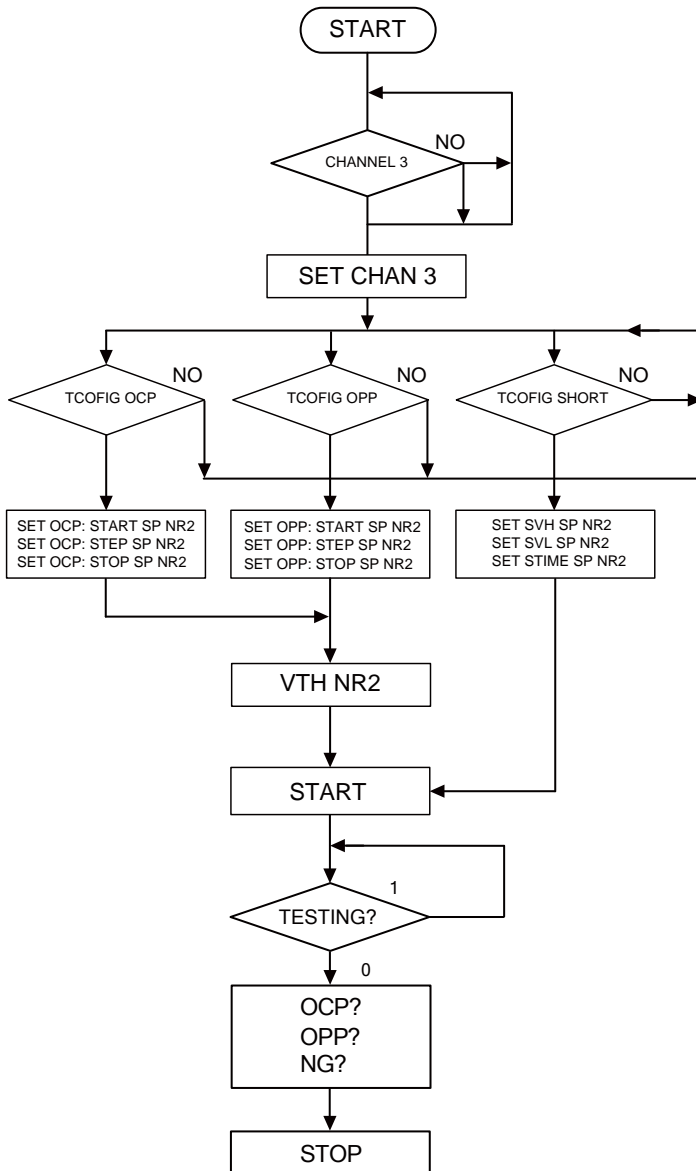 START
NO
CHANNEL 3
SET CHAN 3
NO
TCOFIG OCP
NO
TCOFIG OPP
NO
TCOFIG SHORT
SET OCP: START SP NR2
SET OCP: STEP SP NR2
SET OCP: STOP SP NR2
SET OPP: START SP NR2
SET OPP: STEP SP NR2
SET OPP: STOP SP NR2
SET SVH SP NR2
SET SVL SP NR2
SET STIME SP NR2
VTH NR2
START
1
TESTING?
0
OCP?
OPP?
NG?
STOP